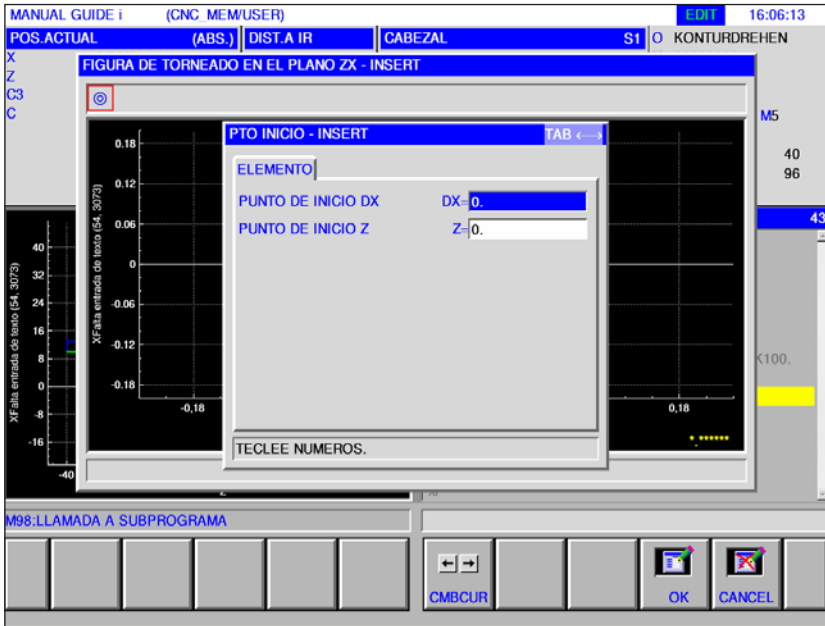 MANUAL GUIDE i (CNC_MEM/USER) EDIT 16:06:13
POS.ACTUAL (ABS.) DIST.A IR CABEZAL S1 O KONTURDREHEN
X
Z
C3
C
M5
40
96
FIGURA DE TORNEADO EN EL PLANO ZX - INSERT
PTO INICIO - INSERT TAB ←→
ELEMENTO
PUNTO DE INICIO DX DX= 0.
PUNTO DE INICIO Z Z= 0.
TECLEE NUMEROS.
0.18
0.12
0.06
0
-0.06
-0.12
-0.18
XFalta entrada de texto (54, 3073)
-0,18 0,18
*.******
43
40
32
24
16
8
0
-8
-16
XFalta entrada de texto (54, 3073)
-40
K100.
%
M98:LLAMADA A SUBPROGRAMA
← →
CMBCUR OK CANCEL